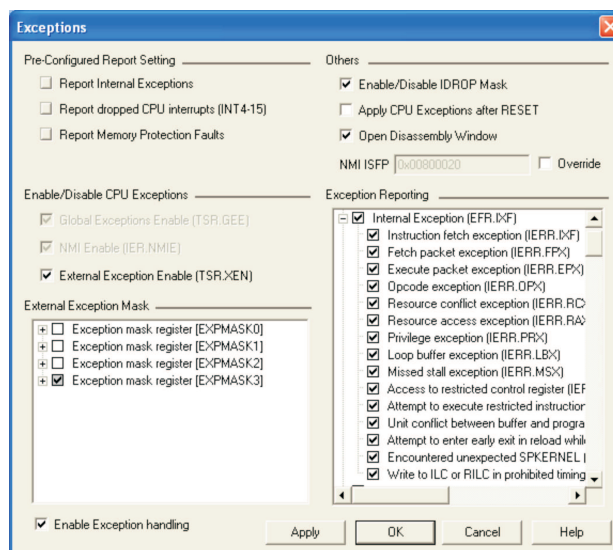 Exceptions
Pre-Configured Report Setting
Report Internal Exceptions
Report dropped CPU interrupts (INT4-15)
Report Memory Protection Faults
Others
Enable/Disable IDROP Mask
Apply CPU Exceptions after RESET
Open Disassembly Window
NMI ISFP 0x00800020 Override
Enable/Disable CPU Exceptions
Global Exceptions Enable (TSR.GEE)
NMI Enable (IER.NMIE)
External Exception Enable (TSR.XEN)
External Exception Mask
Exception mask register [EXPMASK0]
Exception mask register [EXPMASK1]
Exception mask register [EXPMASK2]
Exception mask register [EXPMASK3]
Exception Reporting
Internal Exception (EFR.IXF)
Instruction fetch exception (IERR.IXF)
Fetch packet exception (IERR.FPX)
Execute packet exception (IERR.EPX)
Opcode exception (IERR.OPX)
Resource conflict exception (IERR.RCX
Resource access exception (IERR.RAX
Privilege exception (IERR.PRX)
Loop buffer exception (IERR.LBX)
Missed stall exception (IERR.MSX)
Access to restricted control register (IEF
Attempt to execute restricted instruction
Unit conflict between buffer and progra
Attempt to enter early exit in reload whil
Encountered unexpected SPKERNEL (
Write to ILC or RILC in prohibited timing
Enable Exception handling
Apply
OK
Cancel
Help